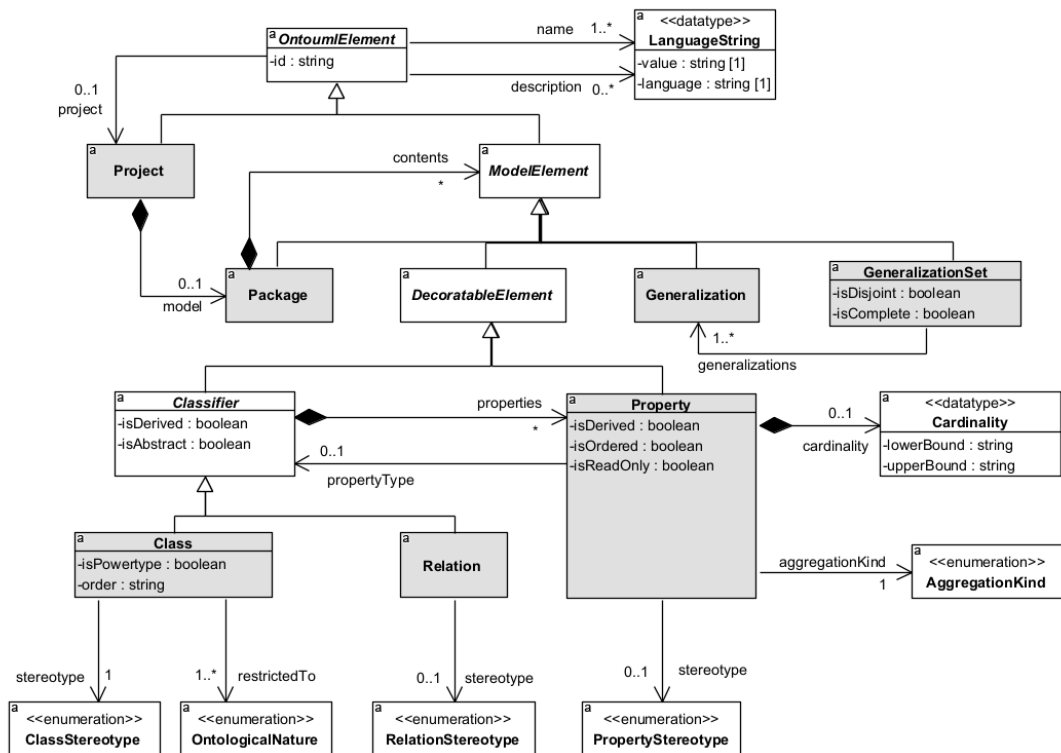 a
OntoumlElement
-id : string
name
1..*
description
0..*
a
<<datatype>>
LanguageString
-value : string [1]
-language : string [1]
0..1
project
a
Project
contents
*
a
ModelElement
0..1
model
a
Package
a
DecoratableElement
a
Generalization
a
GeneralizationSet
-isDisjoint : boolean
-isComplete : boolean
1..*
generalizations
a
Classifier
-isDerived : boolean
-isAbstract : boolean
properties
*
0..1
propertyType
a
Property
-isDerived : boolean
-isOrdered : boolean
-isReadOnly : boolean
0..1
cardinality
a
<<datatype>>
Cardinality
-lowerBound : string
-upperBound : string
a
Class
-isPowertype : boolean
-order : string
a
Relation
aggregationKind
1
a
<<enumeration>>
AggregationKind
stereotype
1
1..*
restrictedTo
0..1
stereotype
0..1
stereotype
a
<<enumeration>>
ClassStereotype
a
<<enumeration>>
OntologicalNature
a
<<enumeration>>
RelationStereotype
a
<<enumeration>>
PropertyStereotype